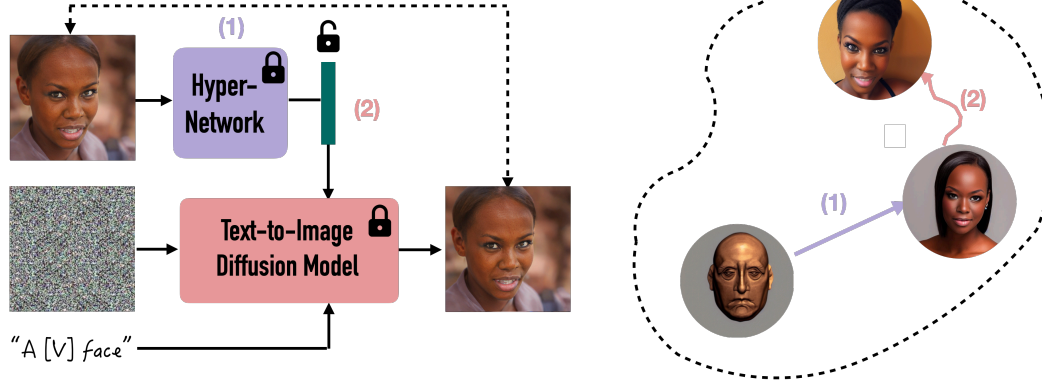 (1)
Hyper-
Network
(2)
Text-to-Image
Diffusion Model
"A [V] face"
(1)
(2)